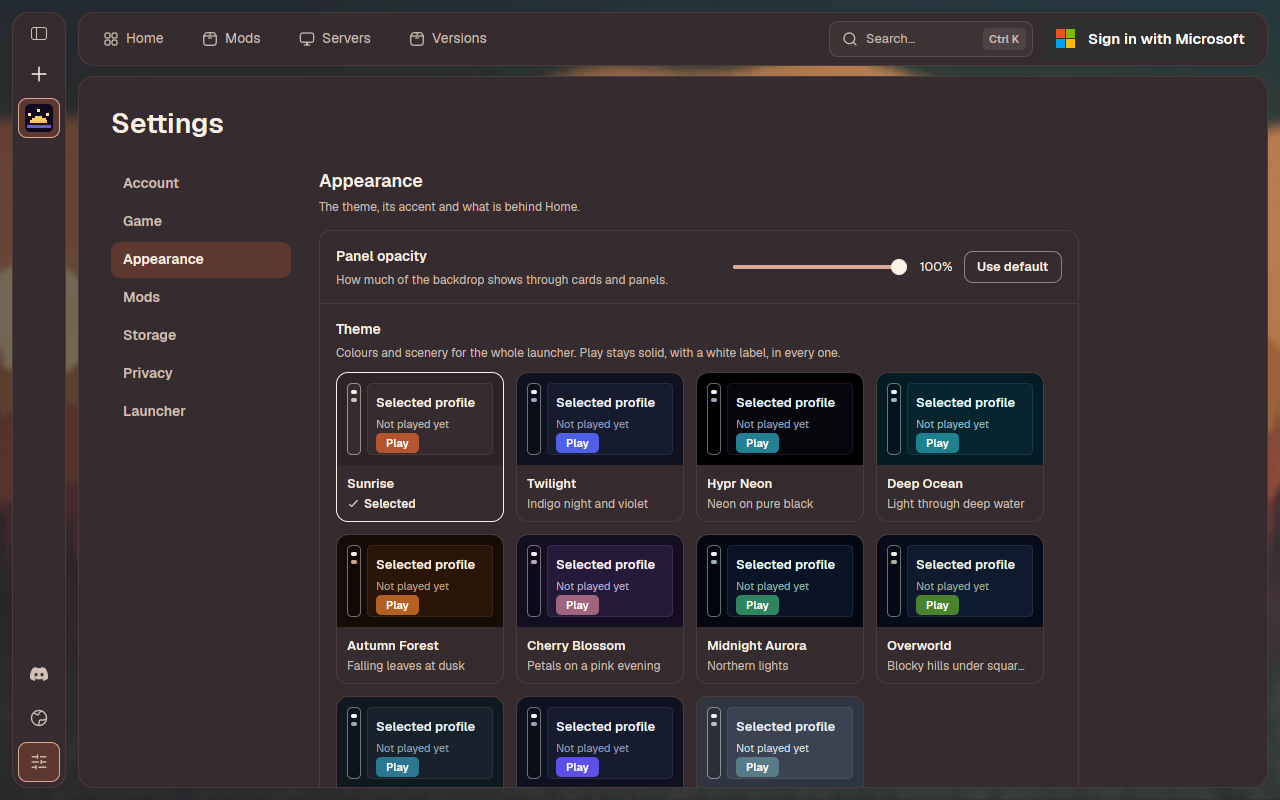 Home
Mods
Servers
Versions
Search...
Ctrl K
Sign in with Microsoft
Settings
Account
Game
Appearance
Mods
Storage
Privacy
Launcher
Appearance
The theme, its accent and what is behind Home.
Panel opacity
How much of the backdrop shows through cards and panels.
100%
Use default
Theme
Colours and scenery for the whole launcher. Play stays solid, with a white label, in every one.
Selected profile
Not played yet
Play
Sunrise
Selected
Selected profile
Not played yet
Play
Twilight
Indigo night and violet
Selected profile
Not played yet
Play
Hypr Neon
Neon on pure black
Selected profile
Not played yet
Play
Deep Ocean
Light through deep water
Selected profile
Not played yet
Play
Autumn Forest
Falling leaves at dusk
Selected profile
Not played yet
Play
Cherry Blossom
Petals on a pink evening
Selected profile
Not played yet
Play
Midnight Aurora
Northern lights
Selected profile
Not played yet
Play
Overworld
Blocky hills under squar...
Selected profile
Not played yet
Play
Selected profile
Not played yet
Play
Selected profile
Not played yet
Play